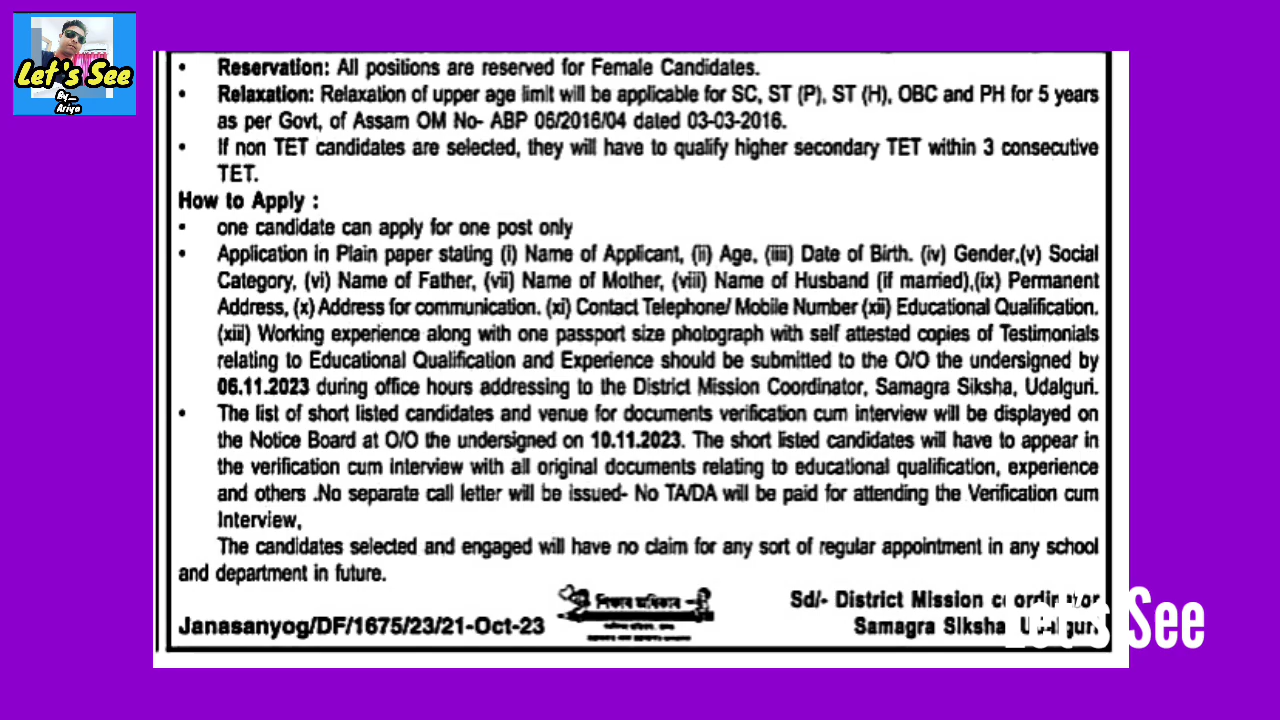 Let's See
By_
Ariyo
Reservation: All positions are reserved for Female Candidates.
Relaxation: Relaxation of upper age limit will be applicable for SC, ST (P), ST (H), OBC and PH for 5 years
as per Govt, of Assam OM No- ABP 06/2016/04 dated 03-03-2016.
If non TET candidates are selected, they will have to qualify higher secondary TET within 3 consecutive
TET.
How to Apply :
one candidate can apply for one post only
Application in Plain paper stating (i) Name of Applicant, (ii) Age, (iiii) Date of Birth. (iv) Gender,(v) Social
Category, (vi) Name of Father, (vii) Name of Mother, (viii) Name of Husband (if married),(ix) Permanent
Address, (x) Address for communication. (xi) Contact Telephone/ Mobile Number (xii) Educational Qualification.
(xiii) Working experience along with one passport size photograph with self attested copies of Testimonials
relating to Educational Qualification and Experience should be submitted to the O/O the undersigned by
06.11.2023 during office hours addressing to the District Mission Coordinator, Samagra Siksha, Udalguri.
The list of short listed candidates and venue for documents verification cum interview will be displayed on
the Notice Board at O/O the undersigned on 10.11.2023. The short listed candidates will have to appear in
the verification cum Interview with all original documents relating to educational qualification, experience
and others .No separate call letter will be issued- No TA/DA will be paid for attending the Verification cum
Interview,
The candidates selected and engaged will have no claim for any sort of regular appointment in any school
and department in future.
Sd/- District Mission coordinator
Janasanyog/DF/1675/23/21-Oct-23
Samagra Siksha, Udalguri
Let's See